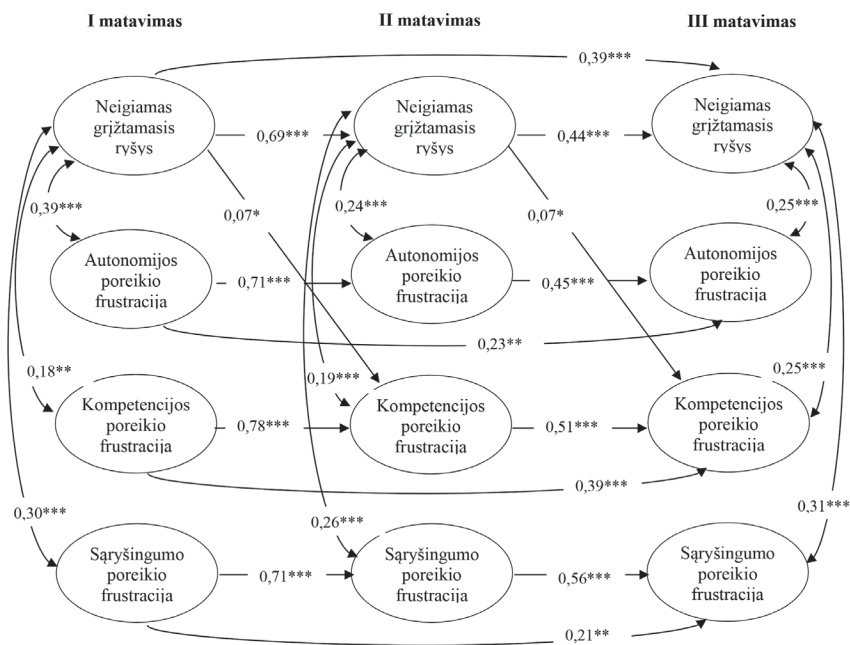 I matavimas
II matavimas
III matavimas
0,39***
Neigiamas
grįžtamasis
ryšys
0,69***
Neigiamas
grįžtamasis
ryšys
0,44***
Neigiamas
grįžtamasis
ryšys
0,39***
0,07*
0,24***
0,07*
0,25***
Autonomijos
poreikio
frustracija
0,71***
Autonomijos
poreikio
frustracija
0,45***
Autonomijos
poreikio
frustracija
0,23**
0,18**
0,19***
0,25***
Kompetencijos
poreikio
frustracija
0,78***
Kompetencijos
poreikio
frustracija
0,51***
Kompetencijos
poreikio
frustracija
0,39***
0,30***
0,26***
0,31***
Sąryšingumo
poreikio
frustracija
0,71***
Sąryšingumo
poreikio
frustracija
0,56***
Sąryšingumo
poreikio
frustracija
0,21**